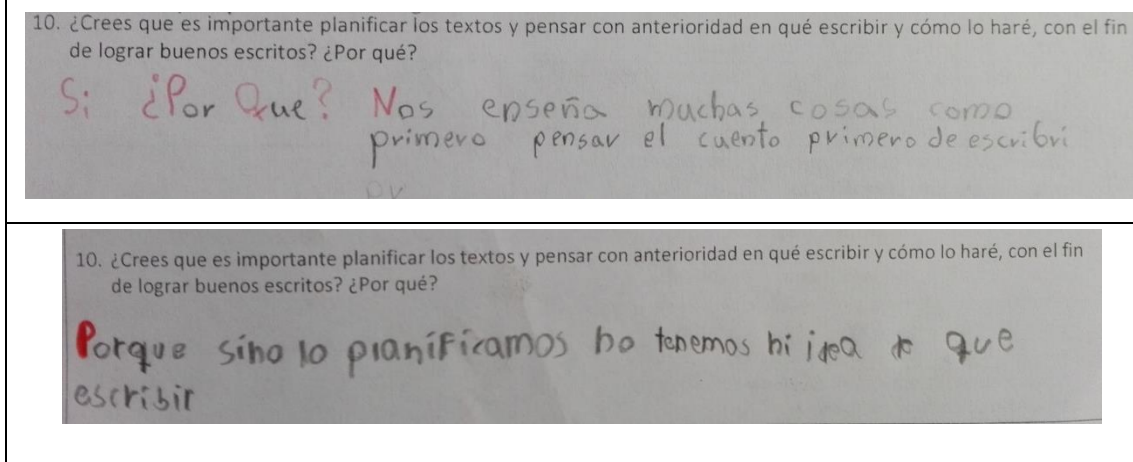 10. ¿Crees que es importante planificar los textos y pensar con anterioridad en qué escribir y cómo lo haré, con el fin
de lograr buenos escritos? ¿Por qué?
Si ¿Por Que? Nos enseña muchas cosas como
primero pensar el cuento primero de escribri
10. ¿Crees que es importante planificar los textos y pensar con anterioridad en qué escribir y cómo lo haré, con el fin
de lograr buenos escritos? ¿Por qué?
Porque sino lo planificamos no tenemos ni idea de que
escribir